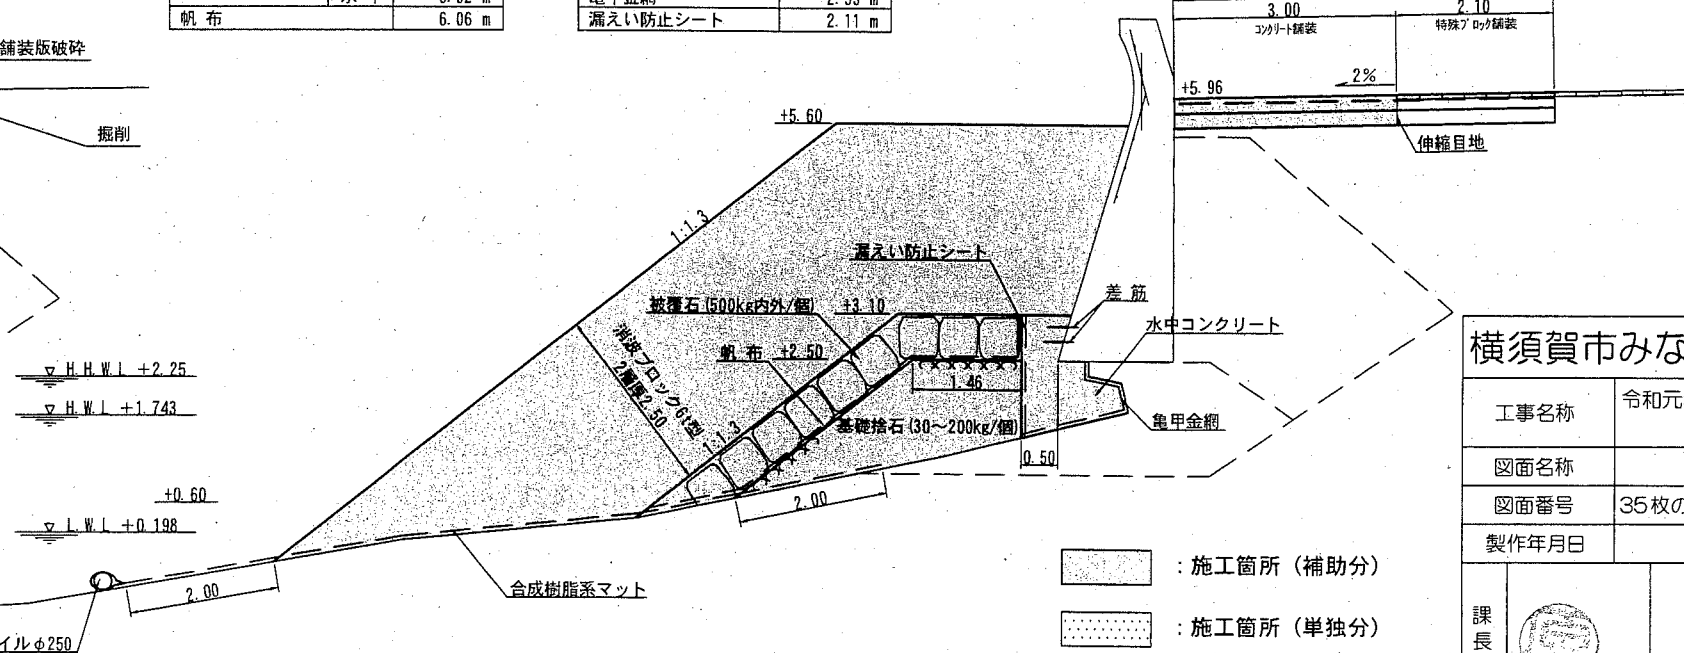 帆 布 6.06 m
漏えい防止シート 2.11 m
3.00
コンクリート舗装
2.10
特殊ブロック舗装
舗装版破砕
掘削
+5.60
+5.96
2%
伸縮目地
1:1.3
漏えい防止シート
被覆石(500kg内外/個)
+3.10
差 筋
水中コンクリート
帆 布 +2.50
消波ブロック6t型
2層厚2.50
1:1.3
1.46
基礎捨石(30～200kg/個)
亀甲金網
0.50
2.00
H.H.W.L +2.25
H.W.L +1.743
+0.60
L.W.L +0.198
2.00
合成樹脂系マット
イルφ250
：施工箇所（補助分）
：施工箇所（単独分）
横須賀市みな
工事名称 令和元
図面名称
図面番号 35枚の
製作年月日
課長